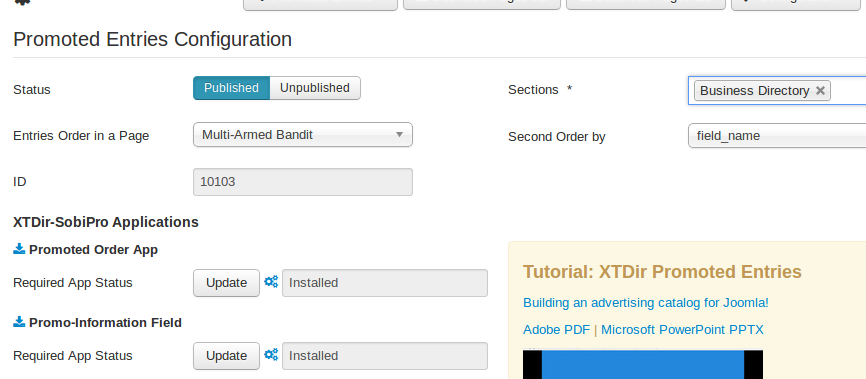 Promoted Entries Configuration
Status Published Unpublished Sections * Business Directory ×
Entries Order in a Page Multi-Armed Bandit Second Order by field_name
ID 10103
XTDir-SobiPro Applications
Promoted Order App
Required App Status Update Installed
Promo-Information Field
Required App Status Update Installed
Tutorial: XTDir Promoted Entries
Building an advertising catalog for Joomla!
Adobe PDF | Microsoft PowerPoint PPTX